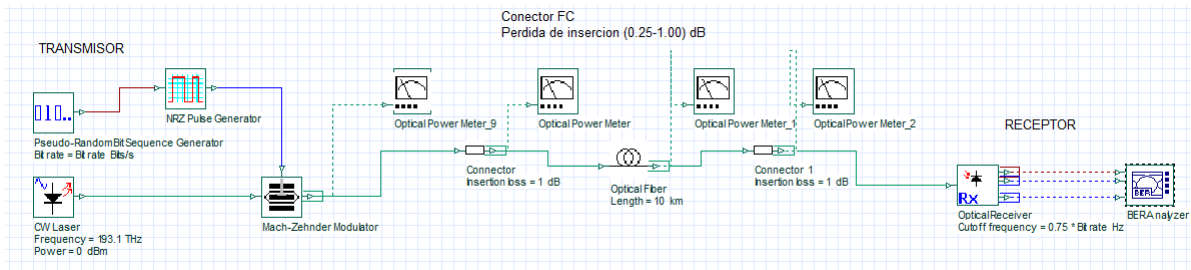 Conector FC
Perdida de insercion (0.25-1.00) dB
TRANSMISOR
NRZ Pulse Generator
Optical Power Meter_9
Optical Power Meter
Optical Power Meter_1
Optical Power Meter_2
RECEPTOR
010..
Pseudo-Random Bit Sequence Generator
Bit rate = Bit rate Bits/s
Connector
Insertion loss = 1 dB
Optical Fiber
Length = 10 km
Connector 1
Insertion loss = 1 dB
CW Laser
Frequency = 193.1 THz
Power = 0 dBm
Mach-Zehnder Modulator
Rx
Optical Receiver
Cutoff frequency = 0.75 * Bit rate Hz
BER
BER Analyzer